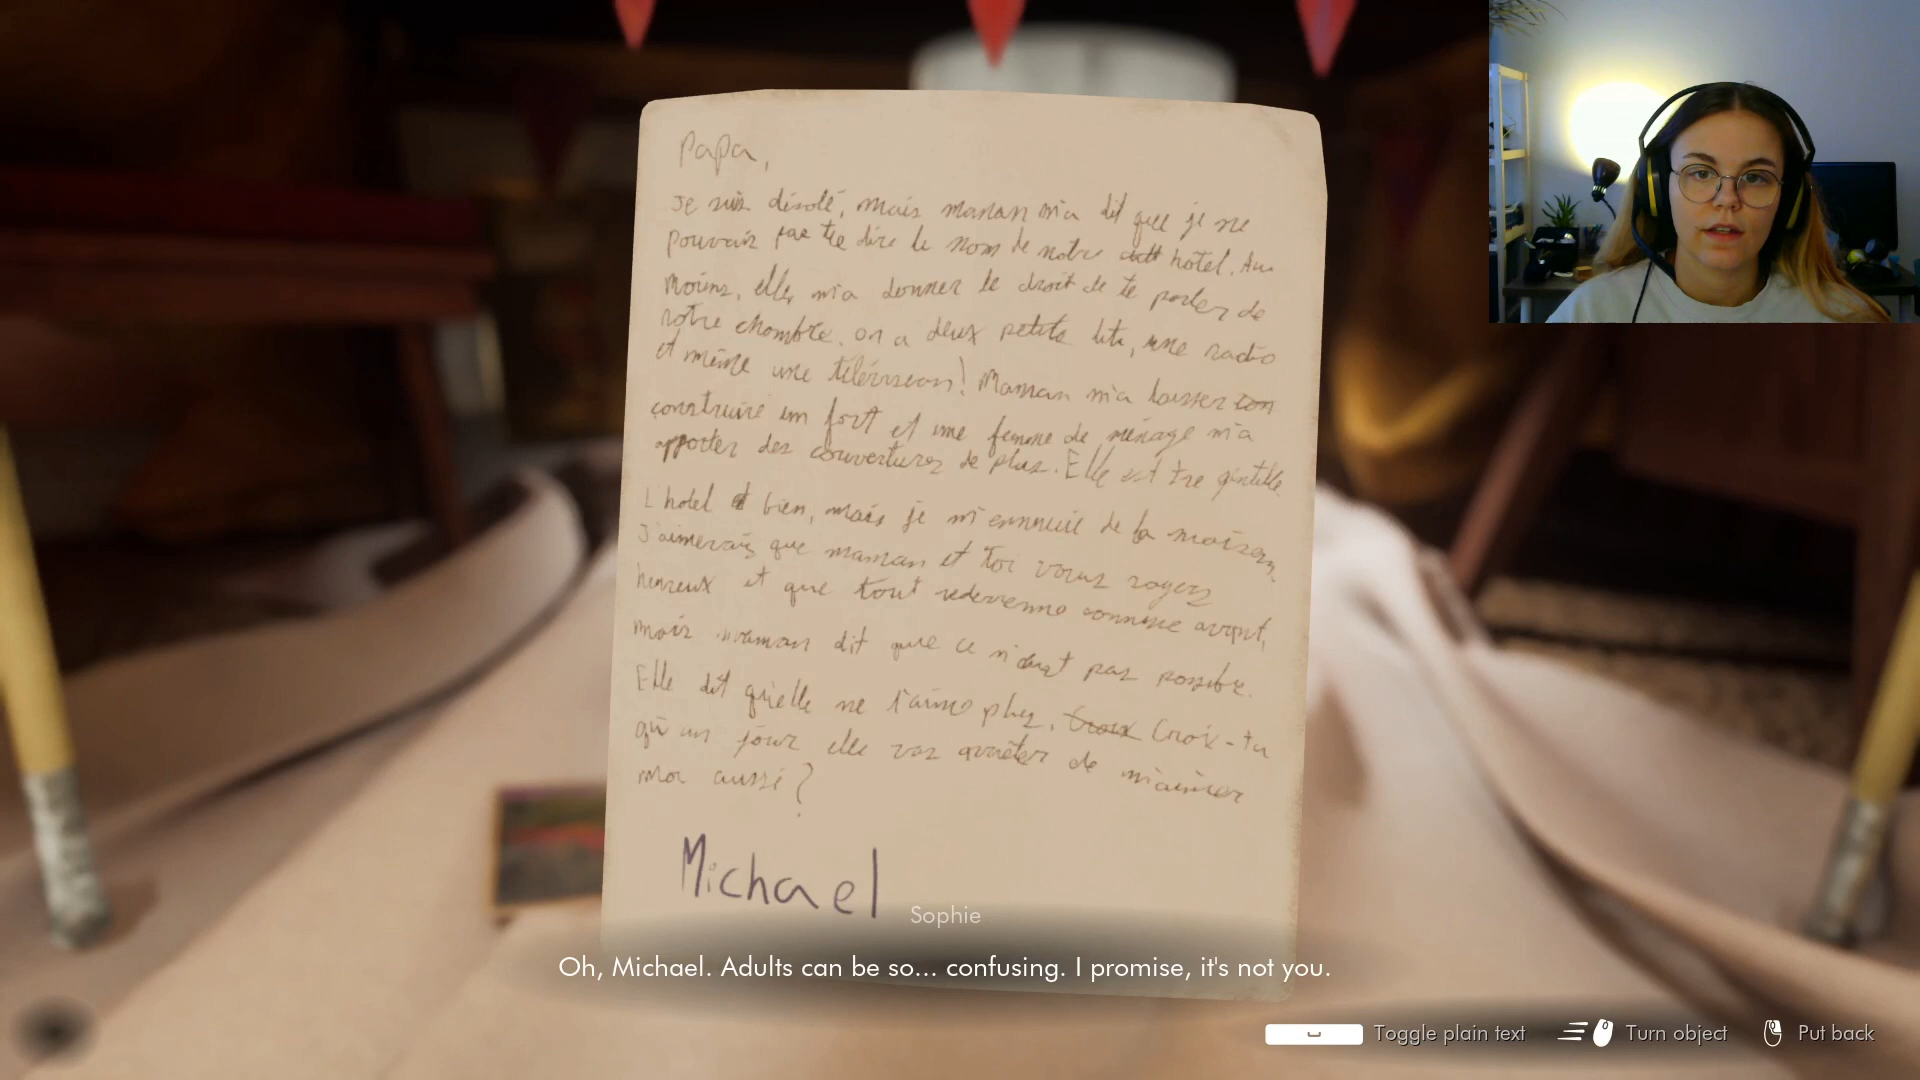 Papa,
Je suis désolé, mais maman m'a dit que je ne
pouvais pas te dire le nom de notre hotel. Au
moins, elle m'a donner le droit de te parler de
notre chambre. on a deux petits lits, une radio
et même une télévision! Maman m'a laisser
construire un fort et une femme de ménage m'a
apporter des couvertures de plus. Elle est tre gentille.
L'hotel et bien, mais je m'ennuie de la maison.
J'aimerais que maman et toi vous soyez
heureux et que tout redevienne comme avant,
mais maman dit que ce n'est pas possible.
Elle dit qu'elle ne t'aime plus. Croix Croix-tu
qu'un jour elle vas arrêter de m'aimer
moi aussi?
Michael
Sophie
Oh, Michael. Adults can be so... confusing. I promise, it's not you.
Toggle plain text Turn object Put back